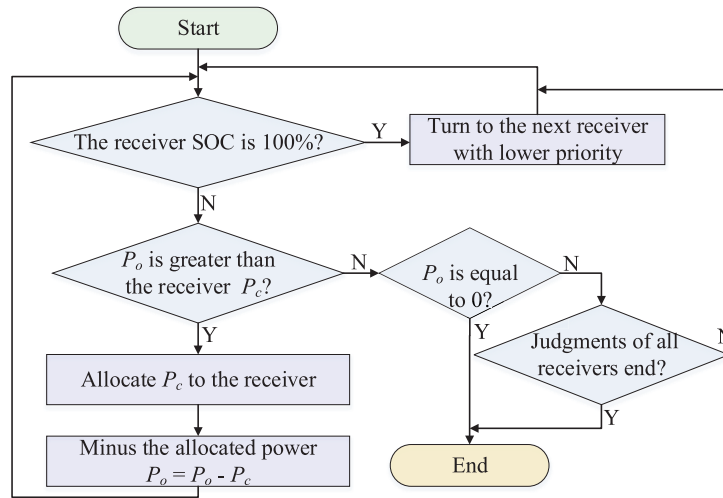 Start
The receiver SOC is 100%?
Y
Turn to the next receiver
with lower priority
N
P_o is greater than
the receiver P_c?
N
P_o is equal
to 0?
N
Y
Y
Judgments of all
receivers end?
N
Allocate P_c to the receiver
Y
Minus the allocated power
P_o = P_o - P_c
End